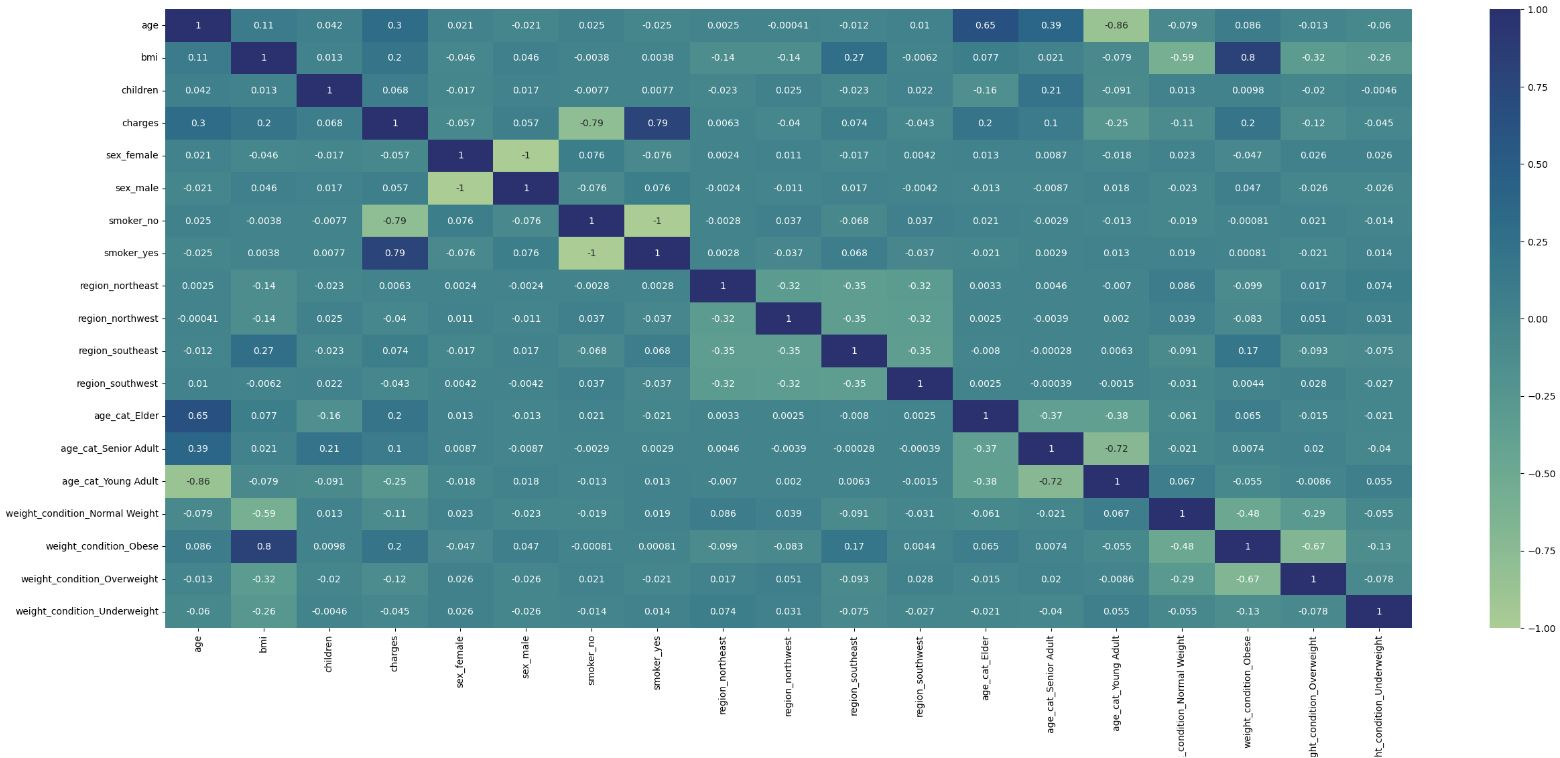 age 1 0.11 0.042 0.3 0.021 -0.021 0.025 -0.025 0.0025 -0.00041 -0.012 0.01 0.65 0.39 -0.86 -0.079 0.086 -0.013 -0.06
bmi 0.11 1 0.013 0.2 -0.046 0.046 -0.0038 0.0038 -0.14 -0.14 0.27 -0.0062 0.077 0.021 -0.079 -0.59 0.8 -0.32 -0.26
children 0.042 0.013 1 0.068 -0.017 0.017 -0.0077 0.0077 -0.023 0.025 -0.023 0.022 -0.16 0.21 -0.091 0.013 0.0098 -0.02 -0.0046
charges 0.3 0.2 0.068 1 -0.057 0.057 -0.79 0.79 0.0063 -0.04 0.074 -0.043 0.2 0.1 -0.25 -0.11 0.2 -0.12 -0.045
sex_female 0.021 -0.046 -0.017 -0.057 1 -1 0.076 -0.076 0.0024 0.011 -0.017 0.0042 0.013 0.0087 -0.018 0.023 -0.047 0.026 0.026
sex_male -0.021 0.046 0.017 0.057 -1 1 -0.076 0.076 -0.0024 -0.011 0.017 -0.0042 -0.013 -0.0087 0.018 -0.023 0.047 -0.026 -0.026
smoker_no 0.025 -0.0038 -0.0077 -0.79 0.076 -0.076 1 -1 -0.0028 0.037 -0.068 0.037 0.021 -0.0029 -0.013 -0.019 -0.00081 0.021 -0.014
smoker_yes -0.025 0.0038 0.0077 0.79 -0.076 0.076 -1 1 0.0028 -0.037 0.068 -0.037 -0.021 0.0029 0.013 0.019 0.00081 -0.021 0.014
region_northeast 0.0025 -0.14 -0.023 0.0063 0.0024 -0.0024 -0.0028 0.0028 1 -0.32 -0.35 -0.32 0.0033 0.0046 -0.007 0.086 -0.099 0.017 0.074
region_northwest -0.00041 -0.14 0.025 -0.04 0.011 -0.011 0.037 -0.037 -0.32 1 -0.35 -0.32 0.0025 -0.0039 0.002 0.039 -0.083 0.051 0.031
region_southeast -0.012 0.27 -0.023 0.074 -0.017 0.017 -0.068 0.068 -0.35 -0.35 1 -0.35 -0.008 -0.00028 0.0063 -0.091 0.17 -0.093 -0.075
region_southwest 0.01 -0.0062 0.022 -0.043 0.0042 -0.0042 0.037 -0.037 -0.32 -0.32 -0.35 1 0.0025 -0.00039 -0.0015 -0.031 0.0044 0.028 -0.027
age_cat_Elder 0.65 0.077 -0.16 0.2 0.013 -0.013 0.021 -0.021 0.0033 0.0025 -0.008 0.0025 1 -0.37 -0.38 -0.061 0.065 -0.015 -0.021
age_cat_Senior Adult 0.39 0.021 0.21 0.1 0.0087 -0.0087 -0.0029 0.0029 0.0046 -0.0039 -0.00028 -0.00039 -0.37 1 -0.72 -0.021 0.0074 0.02 -0.04
age_cat_Young Adult -0.86 -0.079 -0.091 -0.25 -0.018 0.018 -0.013 0.013 -0.007 0.002 0.0063 -0.0015 -0.38 -0.72 1 0.067 -0.055 -0.0086 0.055
weight_condition_Normal Weight -0.079 -0.59 0.013 -0.11 0.023 -0.023 -0.019 0.019 0.086 0.039 -0.091 -0.031 -0.061 -0.021 0.067 1 -0.48 -0.29 -0.055
weight_condition_Obese 0.086 0.8 0.0098 0.2 -0.047 0.047 -0.00081 0.00081 -0.099 -0.083 0.17 0.0044 0.065 0.0074 -0.055 -0.48 1 -0.67 -0.13
weight_condition_Overweight -0.013 -0.32 -0.02 -0.12 0.026 -0.026 0.021 -0.021 0.017 0.051 -0.093 0.028 -0.015 0.02 -0.0086 -0.29 -0.67 1 -0.078
weight_condition_Underweight -0.06 -0.26 -0.0046 -0.045 0.026 -0.026 -0.014 0.014 0.074 0.031 -0.075 -0.027 -0.021 -0.04 0.055 -0.055 -0.13 -0.078 1
age
bmi
children
charges
sex_female
sex_male
smoker_no
smoker_yes
region_northeast
region_northwest
region_southeast
region_southwest
age_cat_Elder
age_cat_Senior Adult
age_cat_Young Adult
_condition_Normal Weight
weight_condition_Obese
ght_condition_Overweight
ht_condition_Underweight
1.00
0.75
0.50
0.25
0.00
−0.25
−0.50
−0.75
−1.00